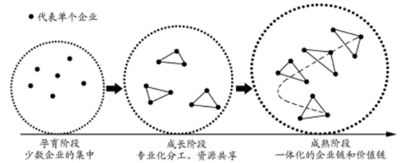 代表单个企业
孕育阶段
少数企业的集中
成长阶段
专业化分工、资源共享
成熟阶段
一体化的企业链和价值链